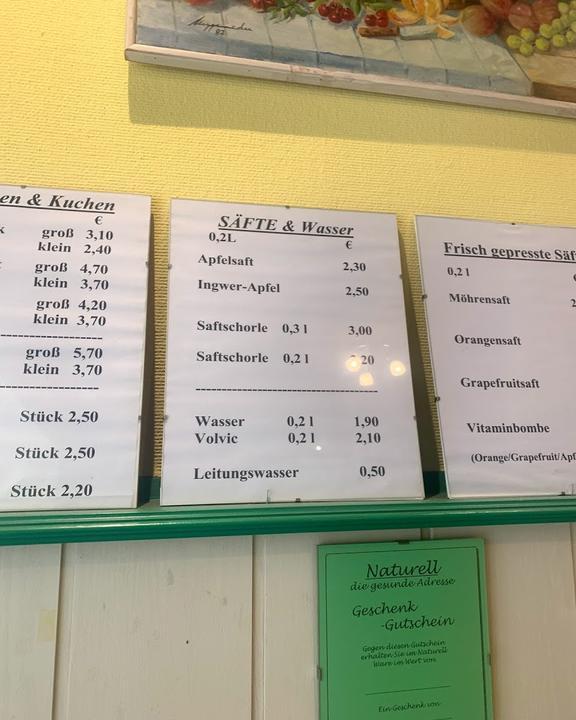 en & Kuchen
€
groß 3,10
klein 2,40
groß 4,70
klein 3,70
groß 4,20
klein 3,70
groß 5,70
klein 3,70
Stück 2,50
Stück 2,50
Stück 2,20
SÄFTE & Wasser
0,2L €
Apfelsaft 2,30
Ingwer-Apfel 2,50
Saftschorle 0,3 l 3,00
Saftschorle 0,2 l
Wasser 0,2 l 1,90
Volvic 0,2 l 2,10
Leitungswasser 0,50
Frisch gepresste Säf
0,2 l
Möhrensaft
Orangensaft
Grapefruitsaft
Vitaminbombe
(Orange/Grapefruit/Apf
Naturell
die gesunde Adresse
Geschenk
-Gutschein
Gegen diesen Gutschein
erhalten Sie im Naturell
Ware im Wert von
Ein Geschenk von